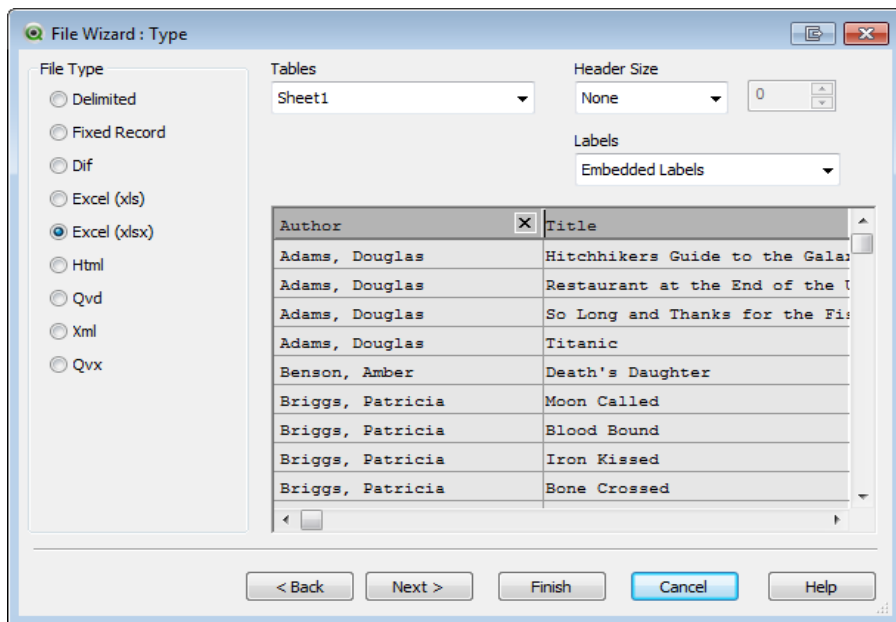 File Wizard : Type
File Type
Delimited
Fixed Record
Dif
Excel (xls)
Excel (xlsx)
Html
Qvd
Xml
Qvx
Tables
Sheet1
Header Size
None
0
Labels
Embedded Labels
Author Title
Adams, Douglas Hitchhikers Guide to the
Adams, Douglas Restaurant at the End of the
Adams, Douglas So Long and Thanks for the
Adams, Douglas Titanic
Benson, Amber Death's Daughter
Briggs, Patricia Moon Called
Briggs, Patricia Blood Bound
Briggs, Patricia Iron Kissed
Briggs, Patricia Bone Crossed
< Back Next > Finish Cancel Help